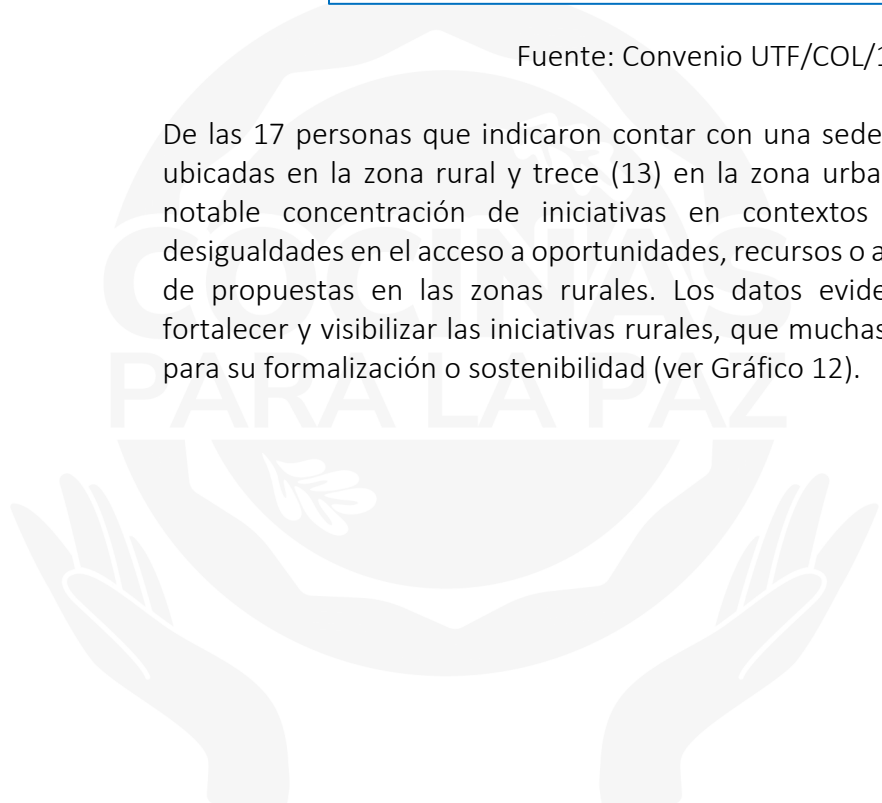 Fuente: Convenio UTF/COL/1
De las 17 personas que indicaron contar con una sede
ubicadas en la zona rural y trece (13) en la zona urba
notable concentración de iniciativas en contextos
desigualdades en el acceso a oportunidades, recursos o a
de propuestas en las zonas rurales. Los datos evide
fortalecer y visibilizar las iniciativas rurales, que muchas
para su formalización o sostenibilidad (ver Gráfico 12).
COCINAS
PARA LA PAZ